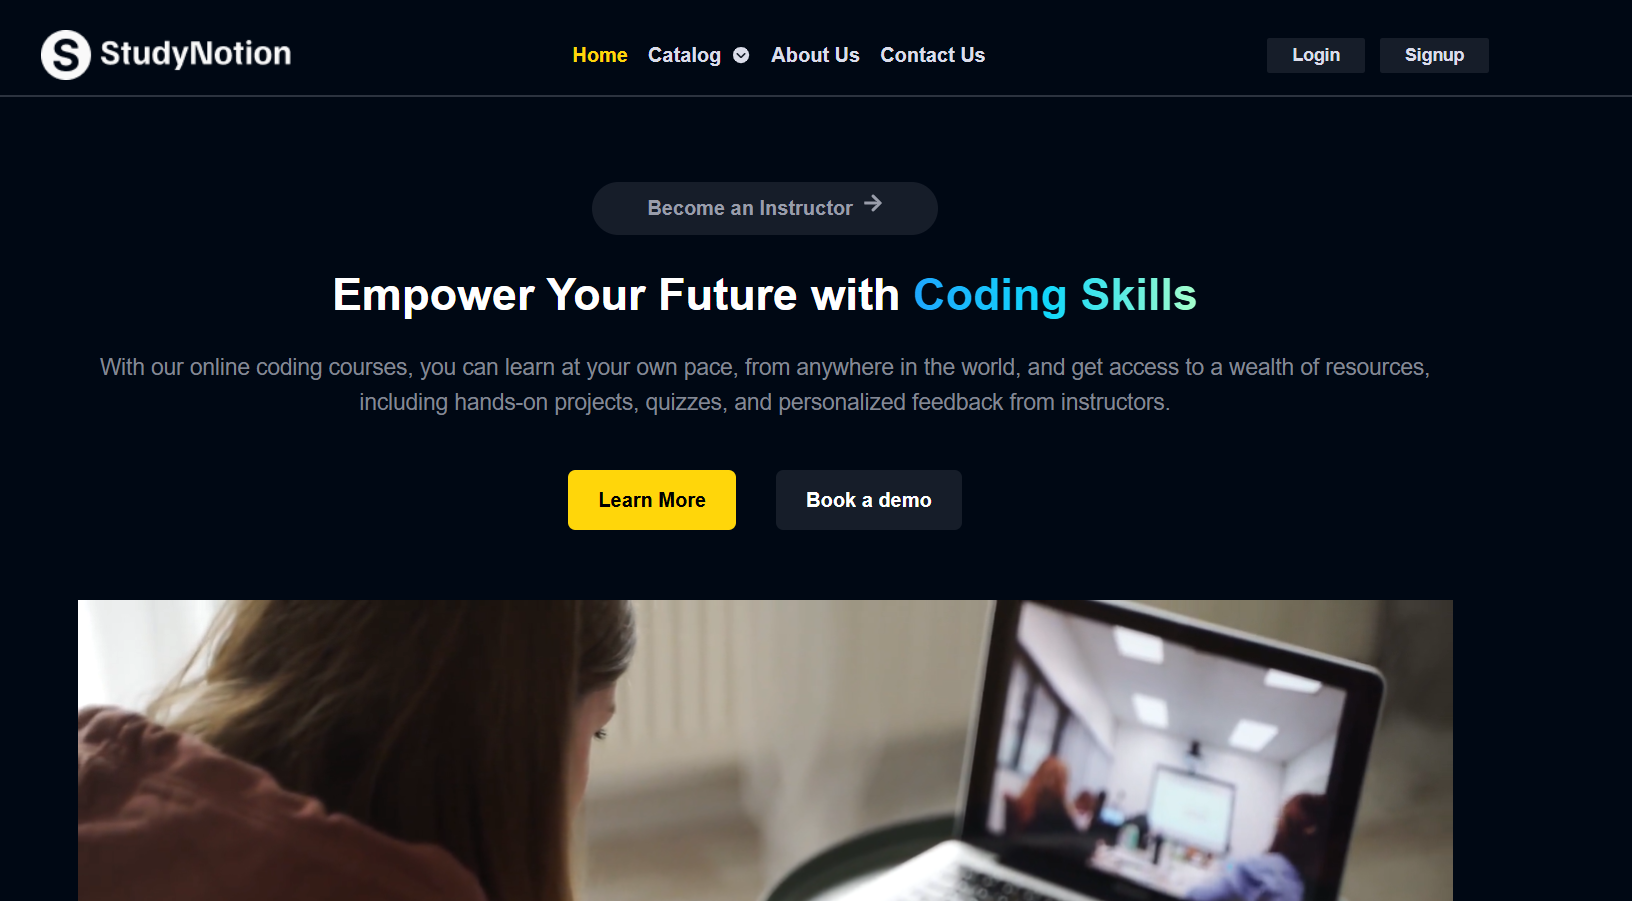 S StudyNotion
Home Catalog About Us Contact Us
Login Signup
Become an Instructor
Empower Your Future with Coding Skills
With our online coding courses, you can learn at your own pace, from anywhere in the world, and get access to a wealth of resources,
including hands-on projects, quizzes, and personalized feedback from instructors.
Learn More Book a demo